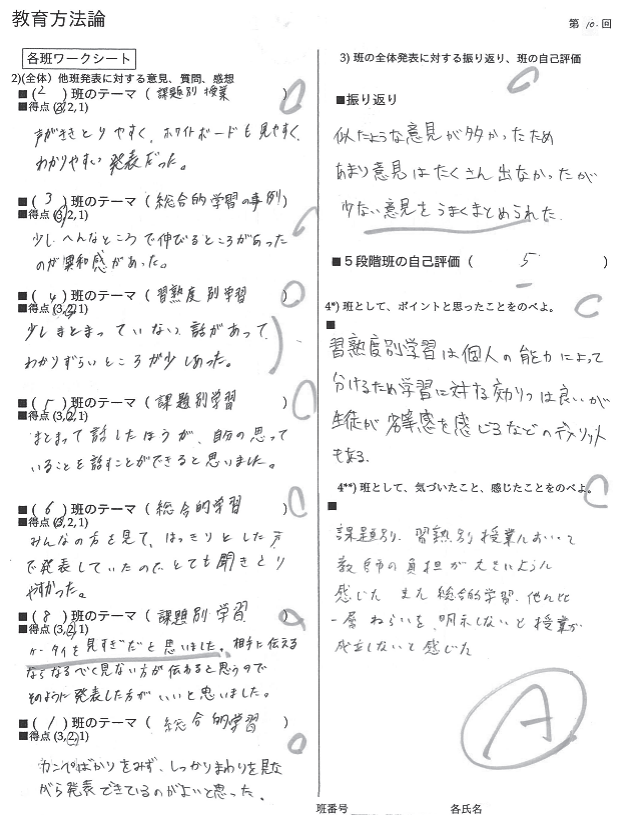 教育方法論
第 10. 回
各班ワークシート
2)(全体) 他班発表に対する意見、質問、感想
■( 2 )班のテーマ( 課題別 授業 )
■得点 (3, 2, 1)
声がききとりやすく、ホワイトボードも見やすく、
わかりやすい 発表だった。
■( 3 )班のテーマ( 総合的学習の事例 )
■得点 (3, 2, 1)
少し へんなところで伸びるところがあった
のが異和感があった。
■( 4 )班のテーマ( 習熟度別学習 )
■得点 (3, 2, 1)
少しまとまっていない 話があって、
わかりずらいところが少しあった。
■( 5 )班のテーマ( 課題別学習 )
■得点 (3, 2, 1)
まとまって話したほうが、自分の思って
いることを話すことができると思いました。
■( 6 )班のテーマ( 総合的学習 )
■得点 (3, 2, 1)
みんなの方を見て、はっきりとした声
で発表していたので、とても聞きとり
やすかった。
■( 8 )班のテーマ( 課題別学習 )
■得点 (3, 2, 1)
ケータイを見すぎだと思いました。相手に伝える
ならなるべく見ない方が伝わると思うので
そのように発表した方がいいと思いました。
■( 1 )班のテーマ( 総合的学習 )
■得点 (3, 2, 1)
カンペばかりをみず、しっかりまわりを見な
がら発表できているのがよいと思った。
3) 班の全体発表に対する振り返り、班の自己評価
■振り返り
似たような意見が多かったため
あまり意見はたくさん出なかったが
少ない意見をうまくまとめられた.
■5段階班の自己評価( 5 )
4*) 班として、ポイントと思ったことをのべよ。
■
習熟度別学習は個人の能力によって
分けるため学習に対する効りつは良いが
生徒が劣等感を感じるなどのデメリット
もある.
4**) 班として、気づいたこと、感じたことをのべよ。
■
課題別、習熟別授業において
教師の負担が大きいように
感じた また 総合的学習、他に比
一層 ねらいを、明示しないと授業が
成立しないと感じた
A
班番号 各氏名